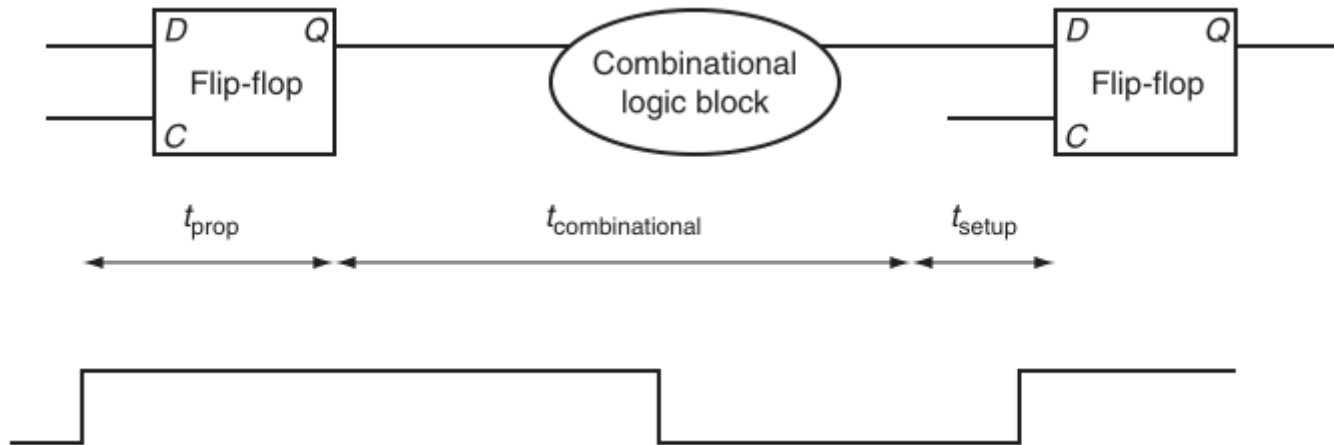 D Q
Flip-flop
C
Combinational
logic block
D Q
Flip-flop
C
tprop
tcombinational
tsetup